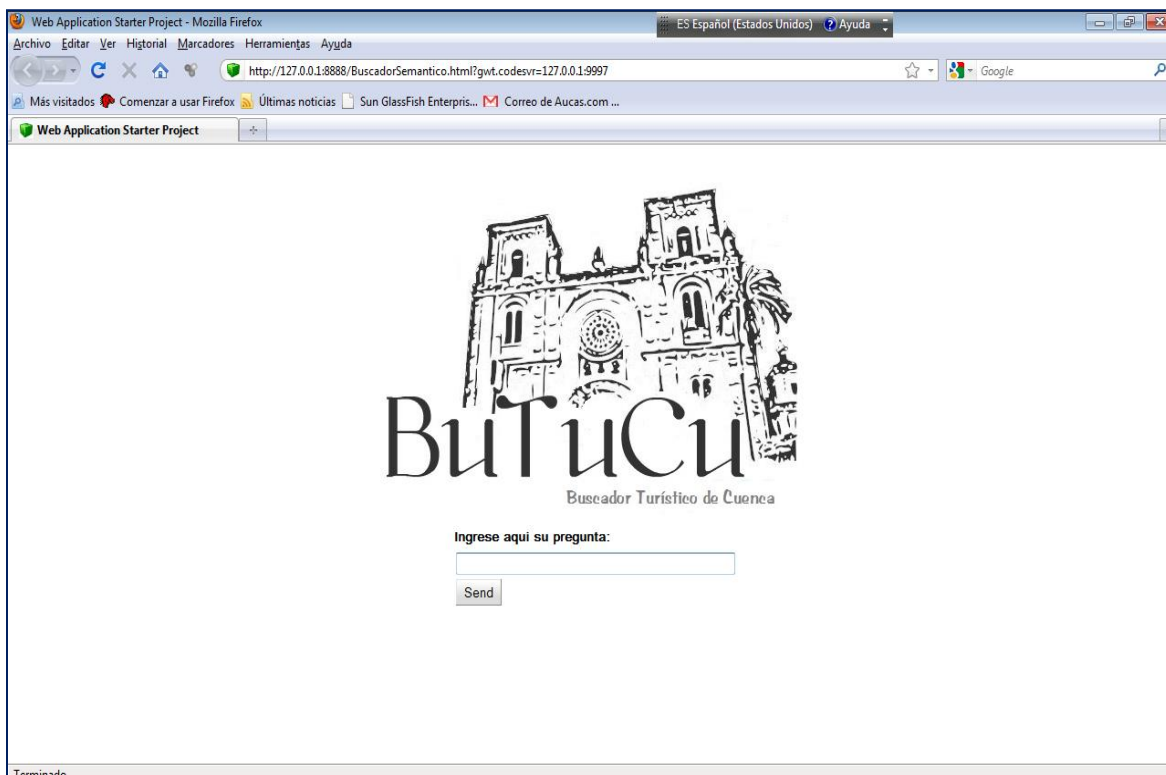 Web Application Starter Project - Mozilla Firefox
ES Español (Estados Unidos) Ayuda
Archivo Editar Ver Historial Marcadores Herramientas Ayuda
http://127.0.0.1:8888/BuscadorSemantico.html?gwt.codesvr=127.0.0.1:9997
Google
Más visitados Comenzar a usar Firefox Últimas noticias Sun GlassFish Enterpris... Correo de Aucas.com ...
Web Application Starter Project
BuTuCu
Buscador Turístico de Cuenca
Ingrese aqui su pregunta:
Send
Terminado